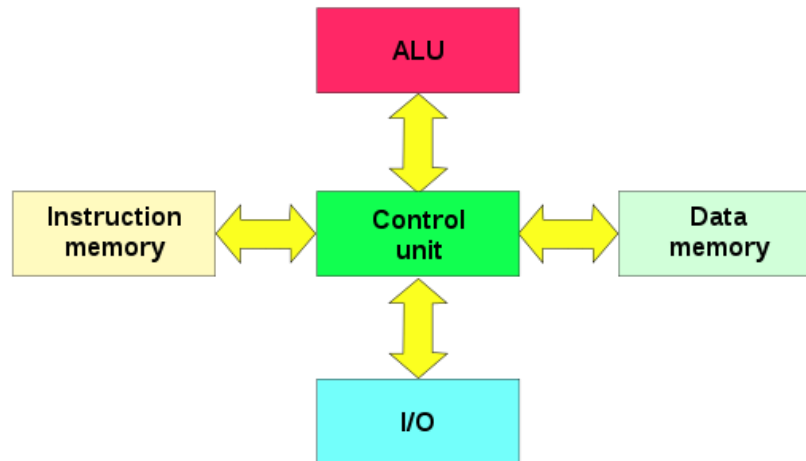 ALU
Instruction
memory
Control
unit
Data
memory
I/O